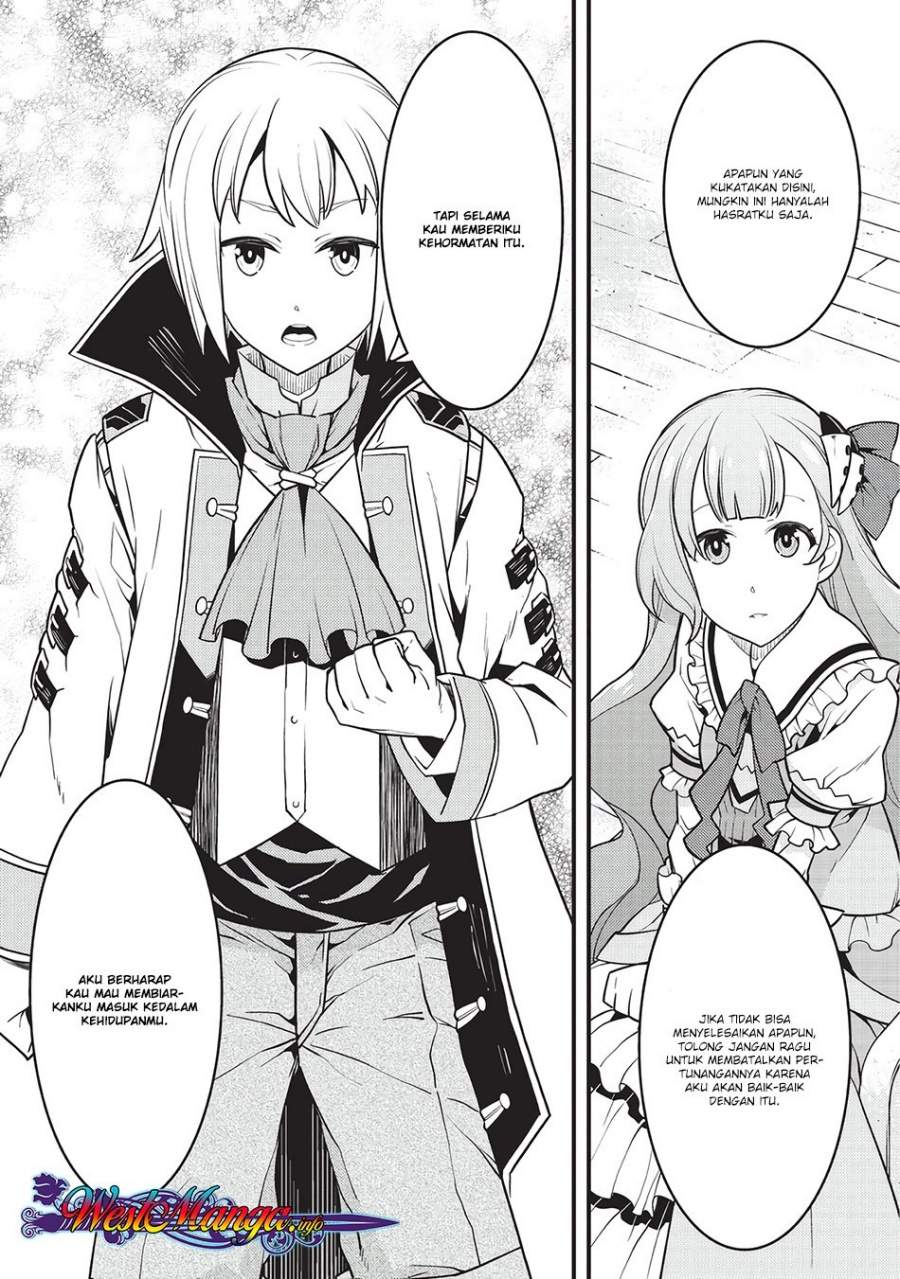 APAPUN YANG
KUKATAKAN DISINI,
MUNGKIN INI HANYALAH
HASRATKU SAJA.
JIKA TIDAK BISA
MENYELESAIKAN APAPUN,
TOLONG JANGAN RAGU
UNTUK MEMBATALKAN PER-
TUNANGANNYA KARENA
AKU AKAN BAIK-BAIK
DENGAN ITU.
TAPI SELAMA
KAU MEMBERIKU
KEHORMATAN ITU.
AKU BERHARAP
KAU MAU MEMBIAR-
KANKU MASUK KEDALAM
KEHIDUPANMU.
WestManga.info